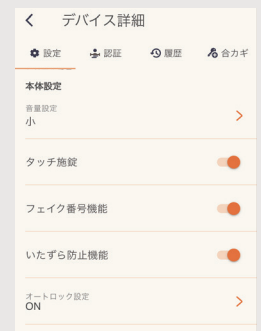 デバイス詳細
設定 認証 履歴 合カギ
本体設定
音量設定
小
タッチ施錠
フェイク番号機能
いたずら防止機能
オートロック設定
ON